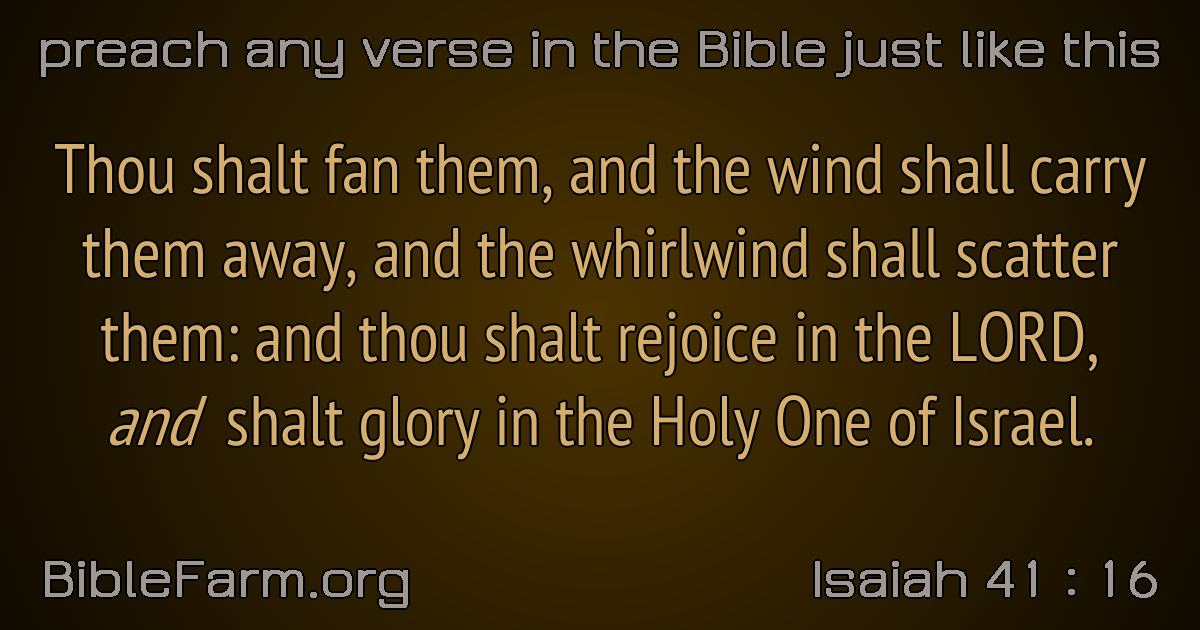 preach any verse in the Bible just like this
Thou shalt fan them, and the wind shall carry
them away, and the whirlwind shall scatter
them: and thou shalt rejoice in the LORD,
and shalt glory in the Holy One of Israel.
BibleFarm.org
Isaiah 41 : 16